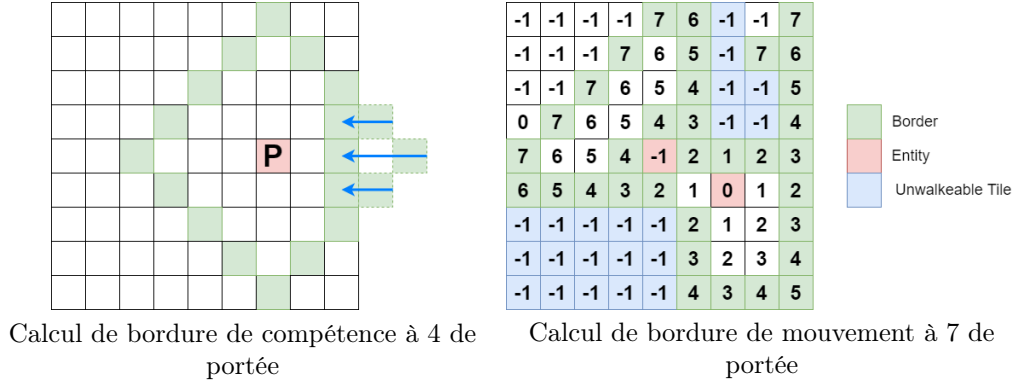 -1 -1 -1 -1 7 6 -1 -1 7
-1 -1 -1 7 6 5 -1 7 6
-1 -1 7 6 5 4 -1 -1 5
0 7 6 5 4 3 -1 -1 4
P
7 6 5 4 -1 2 1 2 3
6 5 4 3 2 1 0 1 2
-1 -1 -1 -1 -1 2 1 2 3
-1 -1 -1 -1 -1 3 2 3 4
-1 -1 -1 -1 -1 4 3 4 5
Border
Entity
Unwalkeable Tile
Calcul de bordure de compétence à 4 de
portée
Calcul de bordure de mouvement à 7 de
portée